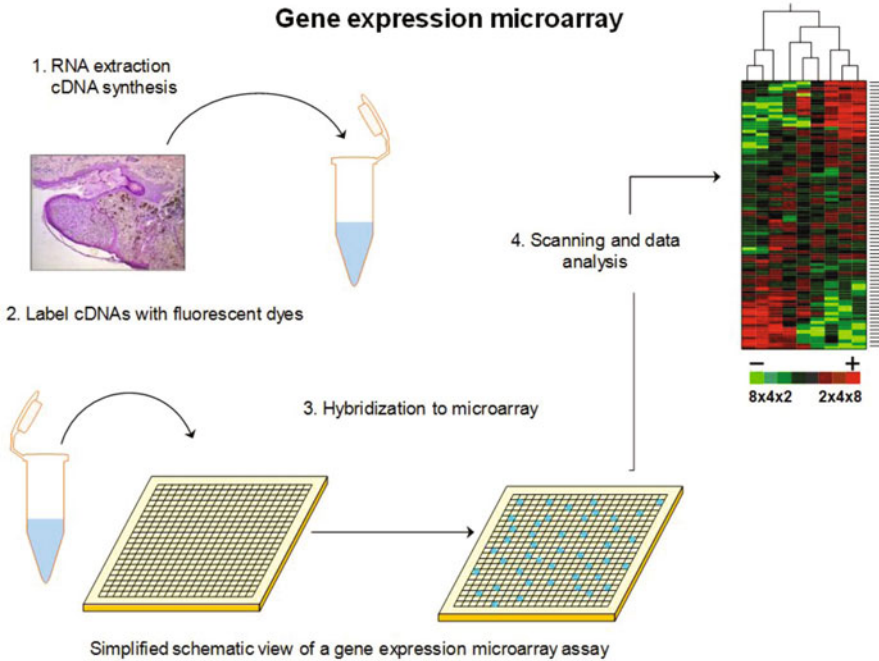 Gene expression microarray
1. RNA extraction
cDNA synthesis
2. Label cDNAs with fluorescent dyes
3. Hybridization to microarray
4. Scanning and data
analysis
− +
8x4x2 2x4x8
Simplified schematic view of a gene expression microarray assay